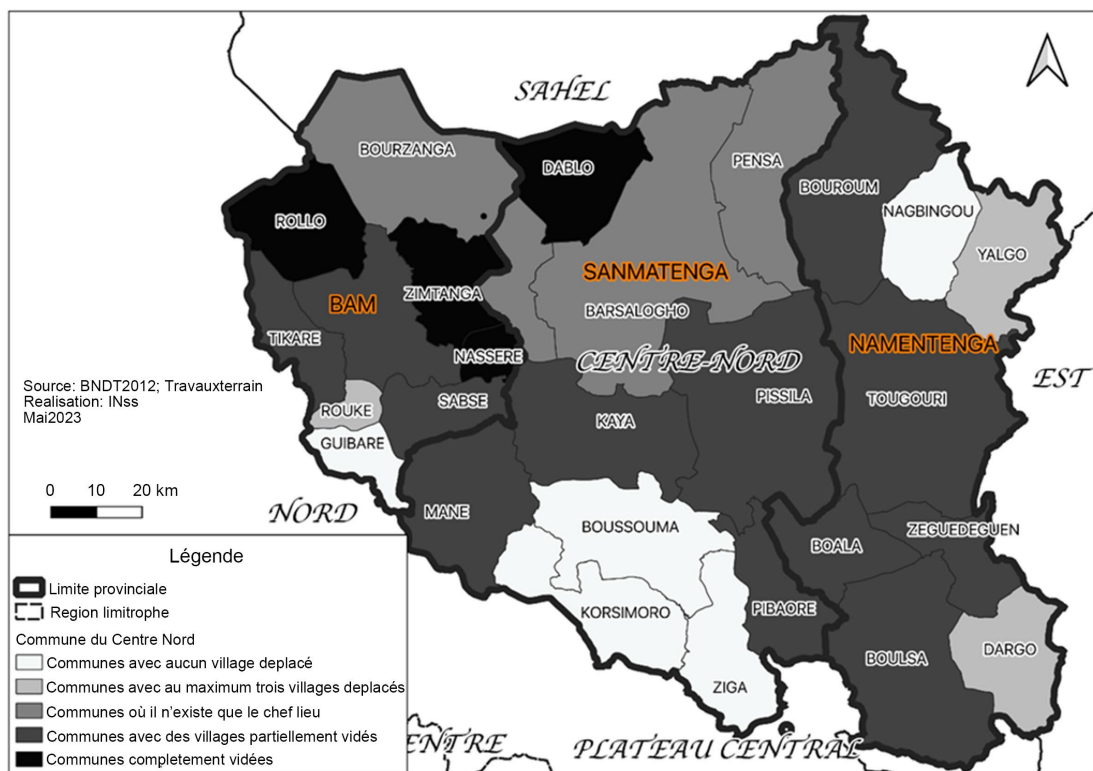 SAHEL
BOURZANGA
DABLO
PENSA
BOUROUM
NAGBINGOU
ROLLO
YALGO
SANMATENGA
ZIMTANGA
BAM
BARSALOGHO
TIKARE
NAMENTENGA
NASSERE
CENTRE-NORD
EST
Source: BNDT2012; Travauxterrain
Realisation: INss
Mai2023
ROUKE
SABSE
PISSILA
TOUGOURI
KAYA
GUIBARE
0 10 20 km
NORD
MANE
BOUSSOUMA
ZEGUEDEGUEN
BOALA
Légende
Limite provinciale
Region limitrophe
Commune du Centre Nord
Communes avec aucun village deplacé
Communes avec au maximum trois villages deplacés
Communes où il n'existe que le chef lieu
Communes avec des villages partiellement vidés
Communes completement vidées
KORSIMORO
PIBAORE
DARGO
BOULSA
ZIGA
ENTRE
PLATEAU CENTRAL